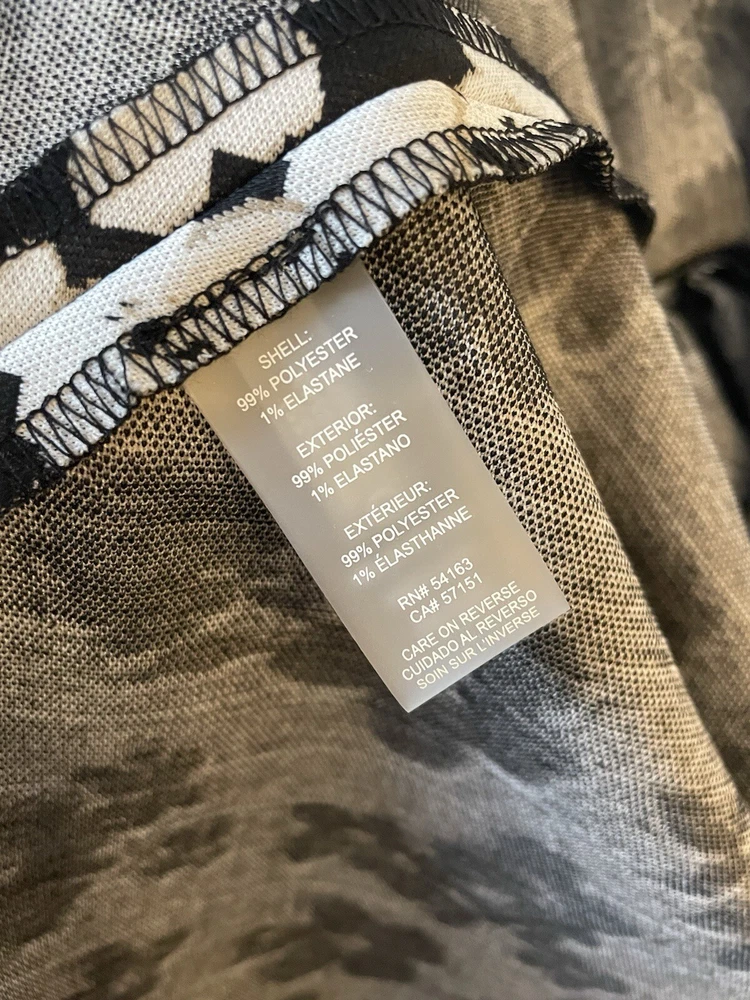 SHELL:
99% POLYESTER
1% ELASTANE
EXTERIOR:
99% POLIÉSTER
1% ELASTANO
EXTÉRIEUR:
99% POLYESTER
1% ÉLASTHANNE
RN# 54163
CA# 57151
CARE ON REVERSE
CUIDADO AL REVERSO
SOIN SUR L'INVERSE